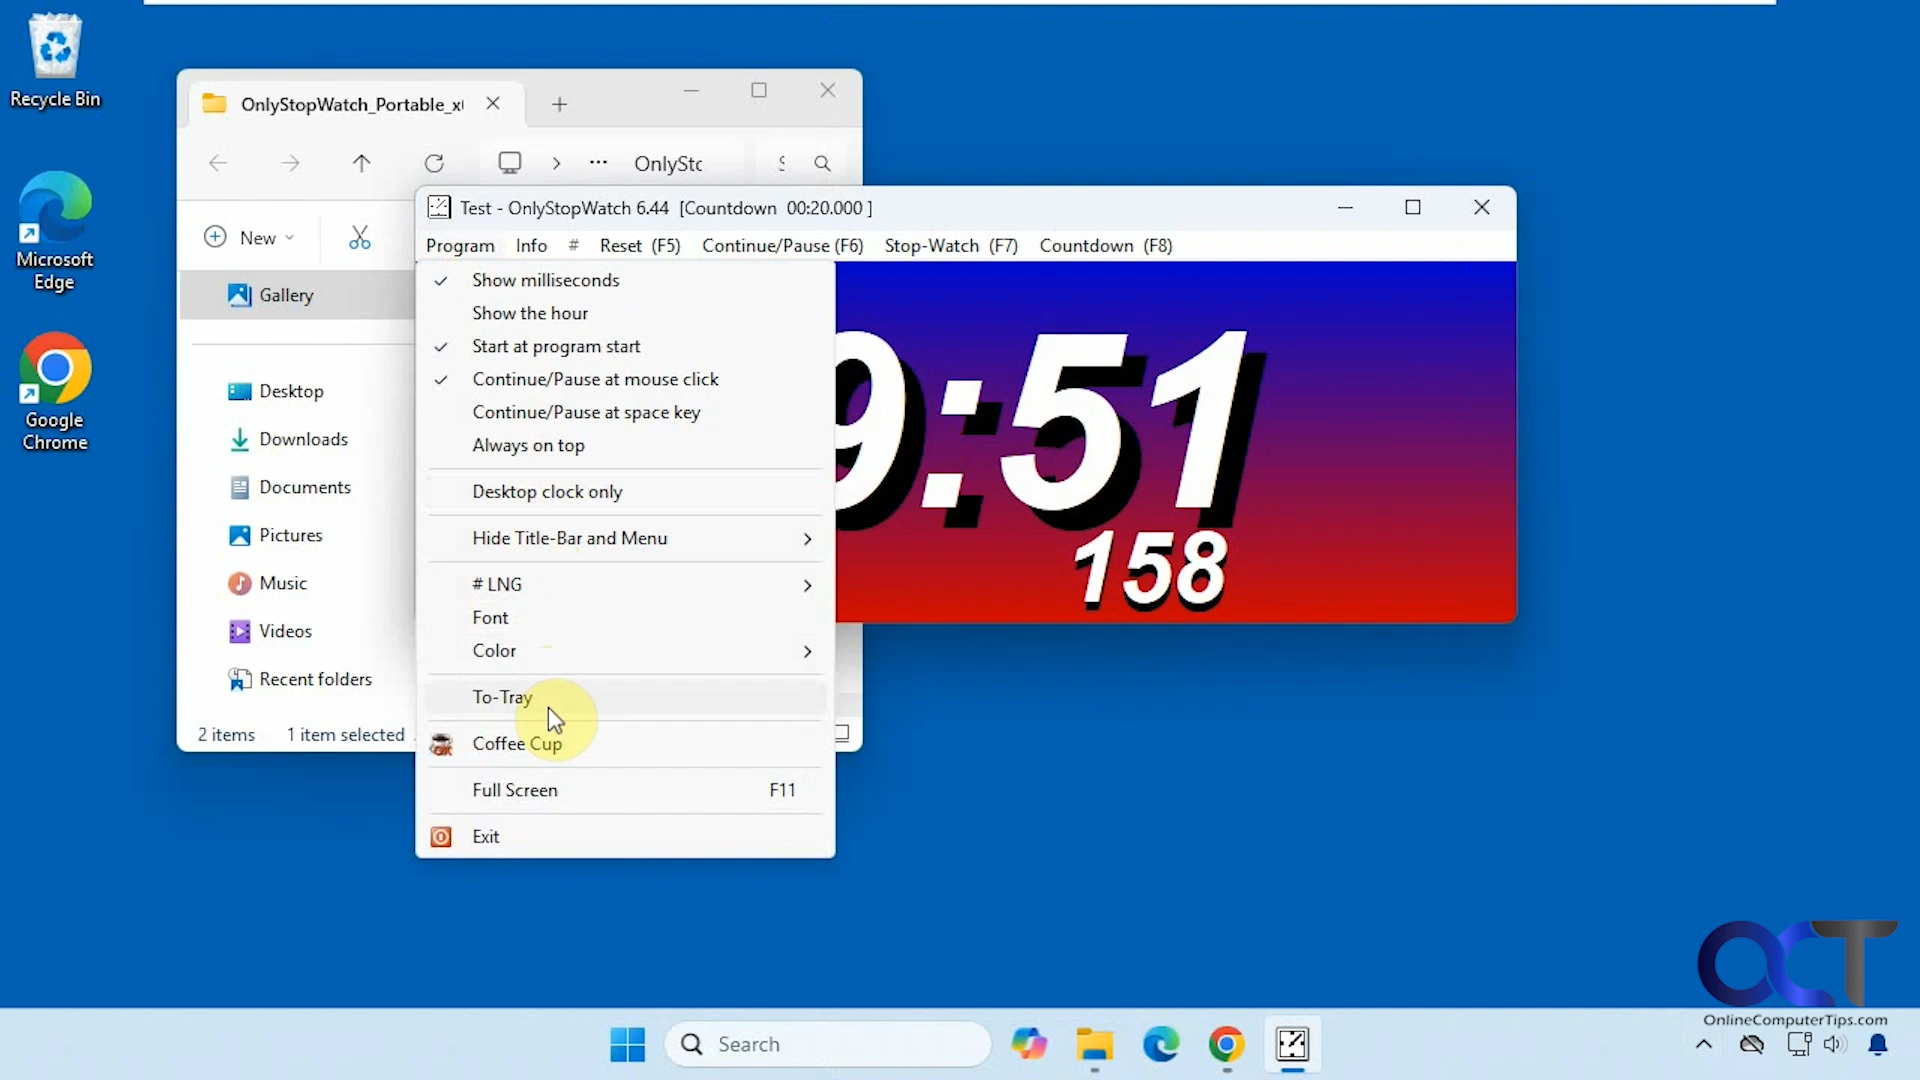 Recycle Bin
Microsoft
Edge
Google
Chrome
OnlyStopWatch_Portable_x
OnlySto
New
Gallery
Desktop
Downloads
Documents
Pictures
Music
Videos
Recent folders
2 items 1 item selected
Test - OnlyStopWatch 6.44 [Countdown 00:20.000 ]
Program Info # Reset (F5) Continue/Pause (F6) Stop-Watch (F7) Countdown (F8)
Show milliseconds
Show the hour
Start at program start
Continue/Pause at mouse click
Continue/Pause at space key
Always on top
Desktop clock only
Hide Title-Bar and Menu
# LNG
Font
Color
To-Tray
Coffee Cup
Full Screen F11
Exit
9:51
158
OCT
OnlineComputerTips.com
Search